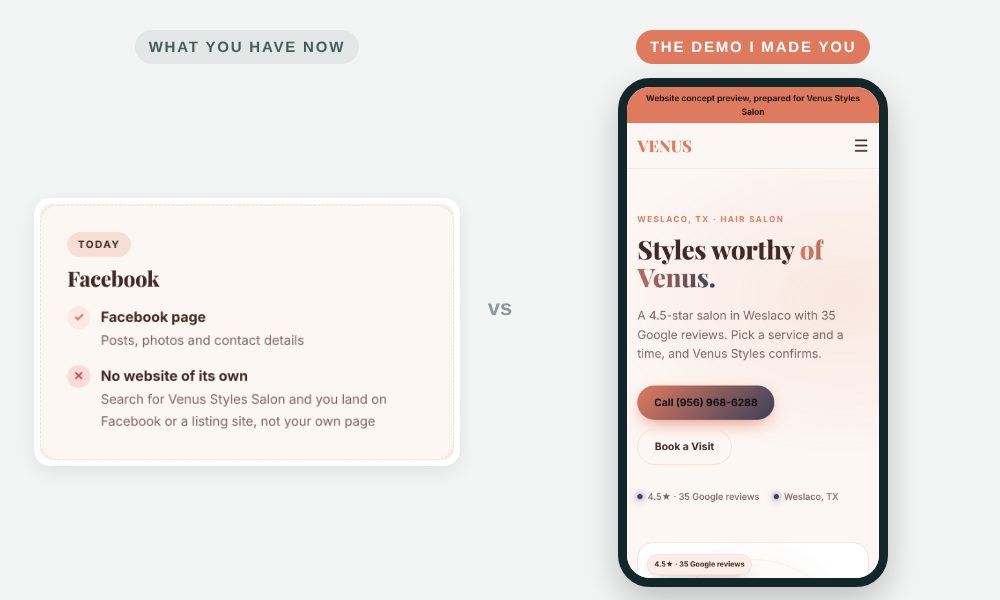 WHAT YOU HAVE NOW
TODAY
Facebook
Facebook page
Posts, photos and contact details
No website of its own
Search for Venus Styles Salon and you land on
Facebook or a listing site, not your own page
vs
THE DEMO I MADE YOU
Website concept preview, prepared for Venus Styles
Salon
VENUS
WESLACO, TX · HAIR SALON
Styles worthy of
Venus.
A 4.5-star salon in Weslaco with 35
Google reviews. Pick a service and a
time, and Venus Styles confirms.
Call (956) 968-6288
Book a Visit
4.5★ · 35 Google reviews
Weslaco, TX
4.5★ · 35 Google reviews